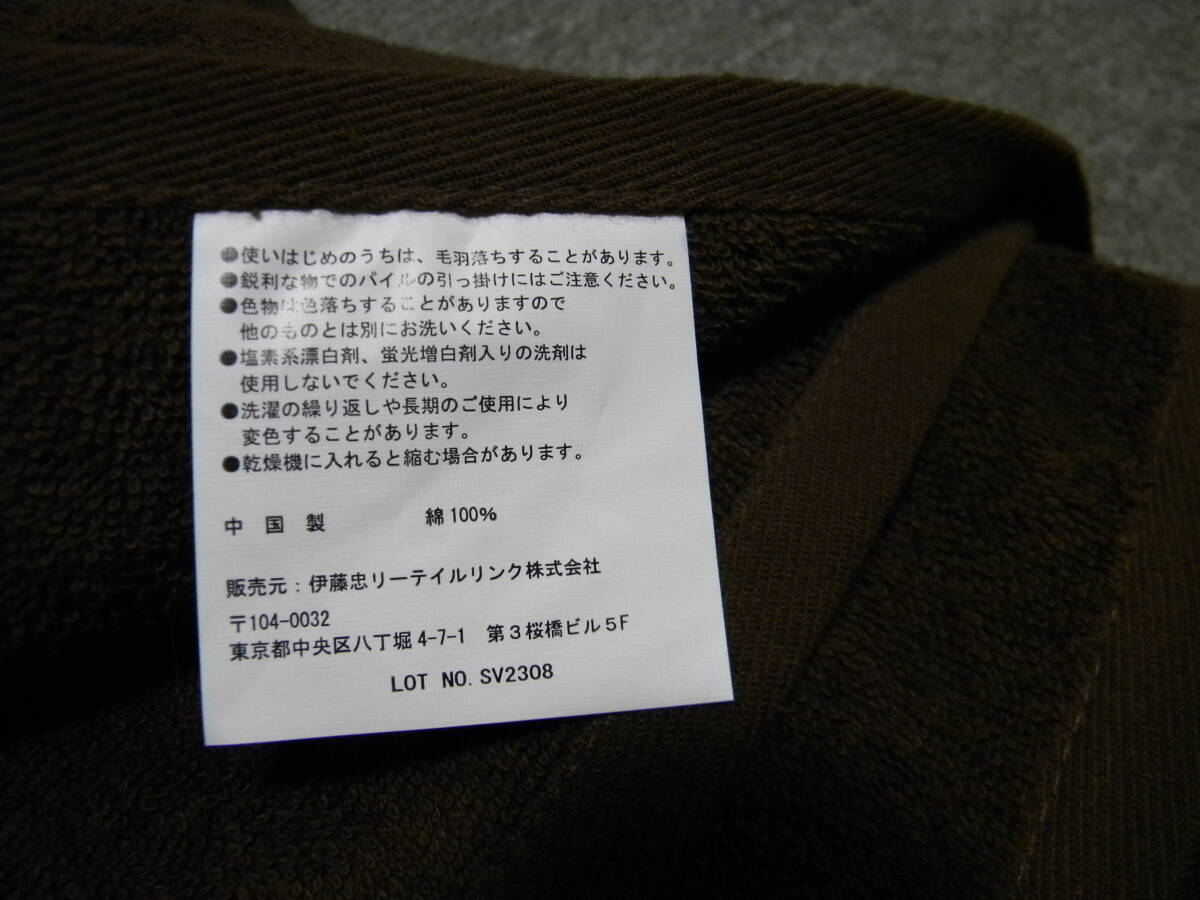 ●使いはじめのうちは、毛羽落ちすることがあります。
●鋭利な物でのパイルの引っ掛けにはご注意ください。
●色物は色落ちすることがありますので
他のものとは別にお洗いください。
●塩素系漂白剤、蛍光増白剤入りの洗剤は
使用しないでください。
●洗濯の繰り返しや長期のご使用により
変色することがあります。
●乾燥機に入れると縮む場合があります。
中 国 製 綿100%
販売元：伊藤忠リーテイルリンク株式会社
〒104-0032
東京都中央区八丁堀4-7-1 第3桜橋ビル5F
LOT NO. SV2308